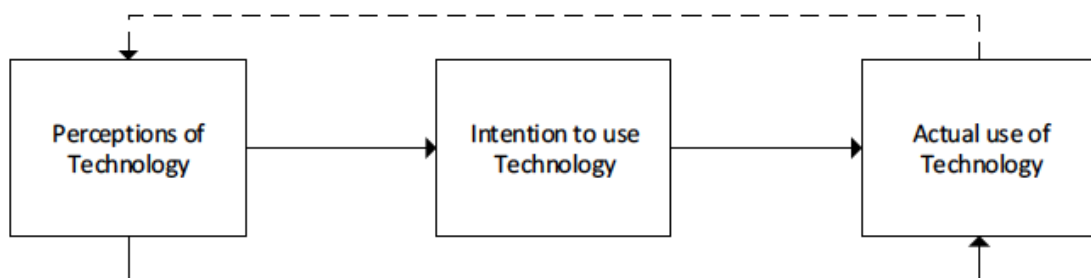 Perceptions of
Technology
Intention to use
Technology
Actual use of
Technology